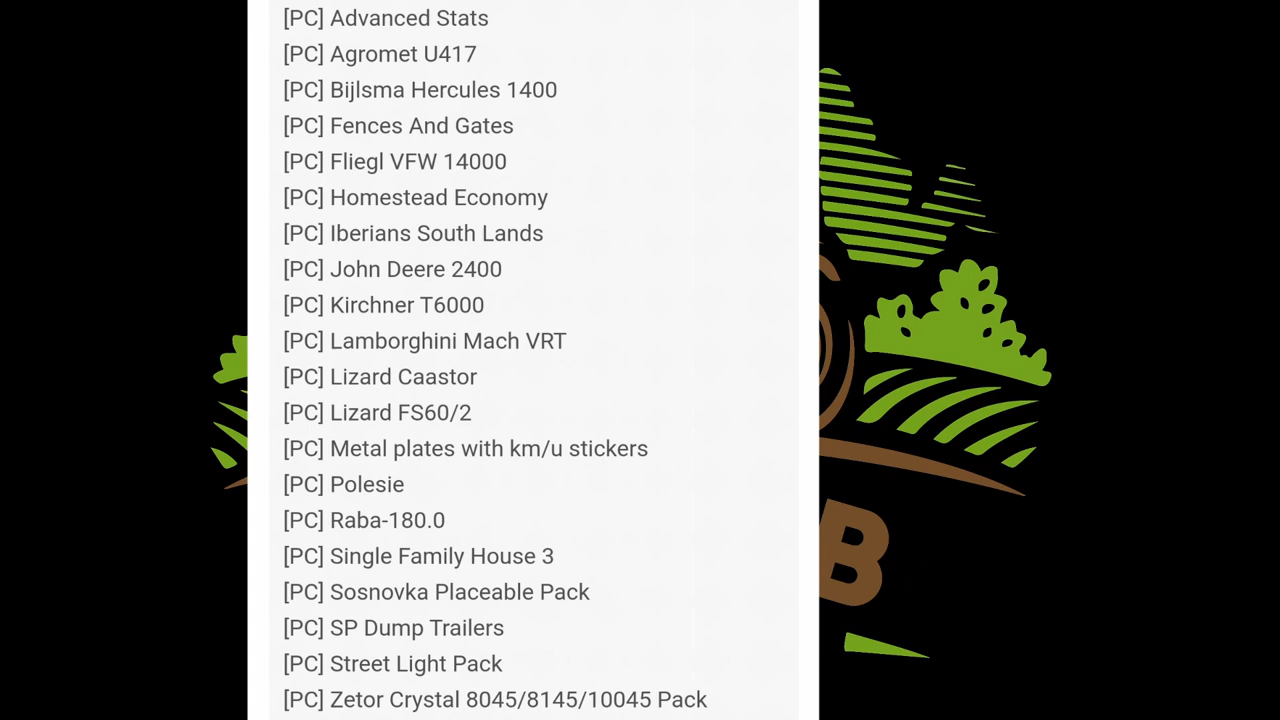 [PC] Advanced Stats
[PC] Agromet U417
[PC] Bijlsma Hercules 1400
[PC] Fences And Gates
[PC] Fliegl VFW 14000
[PC] Homestead Economy
[PC] Iberians South Lands
[PC] John Deere 2400
[PC] Kirchner T6000
[PC] Lamborghini Mach VRT
[PC] Lizard Caastor
[PC] Lizard FS60/2
[PC] Metal plates with km/u stickers
[PC] Polesie
[PC] Raba-180.0
[PC] Single Family House 3
[PC] Sosnovka Placeable Pack
[PC] SP Dump Trailers
[PC] Street Light Pack
[PC] Zetor Crystal 8045/8145/10045 Pack
B